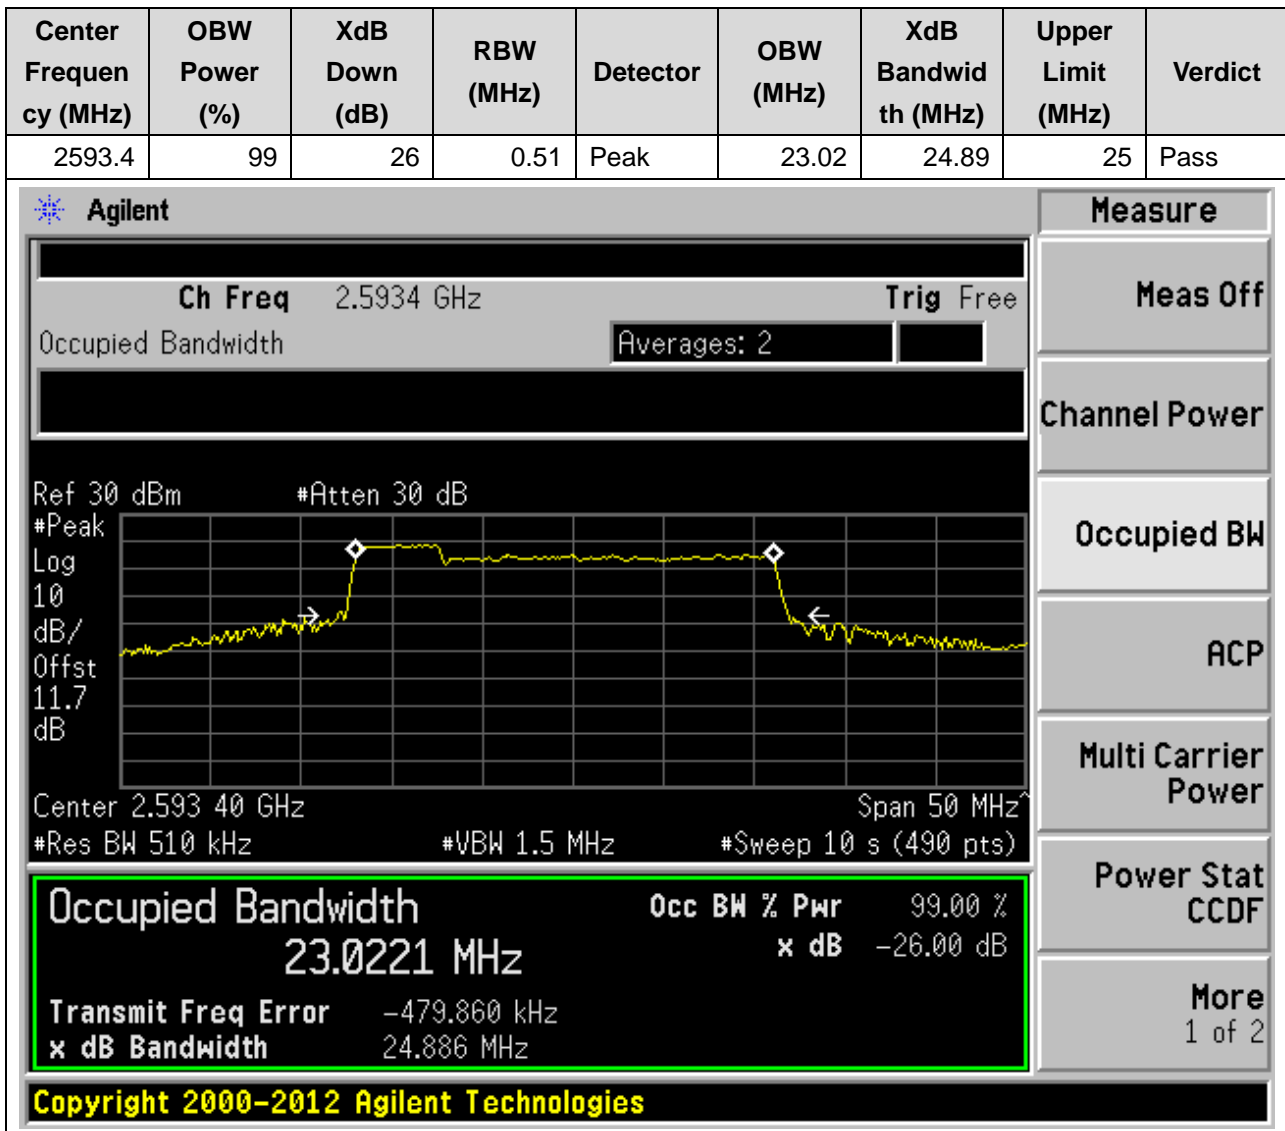 Center Frequen cy (MHz) OBW Power (%) XdB Down (dB) RBW (MHz) Detector OBW (MHz) XdB Bandwid th (MHz) Upper Limit (MHz) Verdict
2593.4 99 26 0.51 Peak 23.02 24.89 25 Pass
Agilent
Ch Freq 2.5934 GHz Trig Free
Occupied Bandwidth Averages: 2
Ref 30 dBm #Atten 30 dB
#Peak
Log
10
dB/
Offst
11.7
dB
Center 2.593 40 GHz Span 50 MHz^
#Res BW 510 kHz #VBW 1.5 MHz #Sweep 10 s (490 pts)
Occupied Bandwidth Occ BW % Pwr 99.00 %
23.0221 MHz x dB -26.00 dB
Transmit Freq Error -479.860 kHz
x dB Bandwidth 24.886 MHz
Copyright 2000-2012 Agilent Technologies
Measure
Meas Off
Channel Power
Occupied BW
ACP
Multi Carrier
Power
Power Stat
CCDF
More
1 of 2